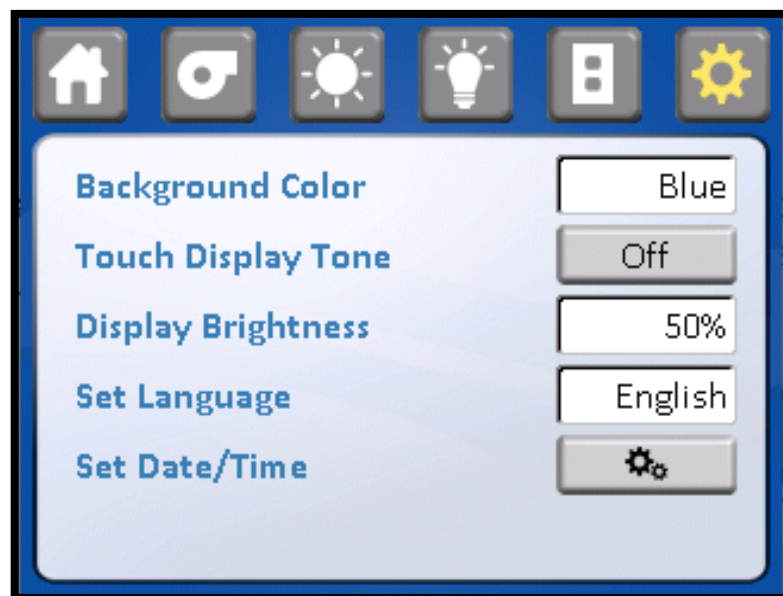 Background Color Blue
Touch Display Tone Off
Display Brightness 50%
Set Language English
Set Date/Time